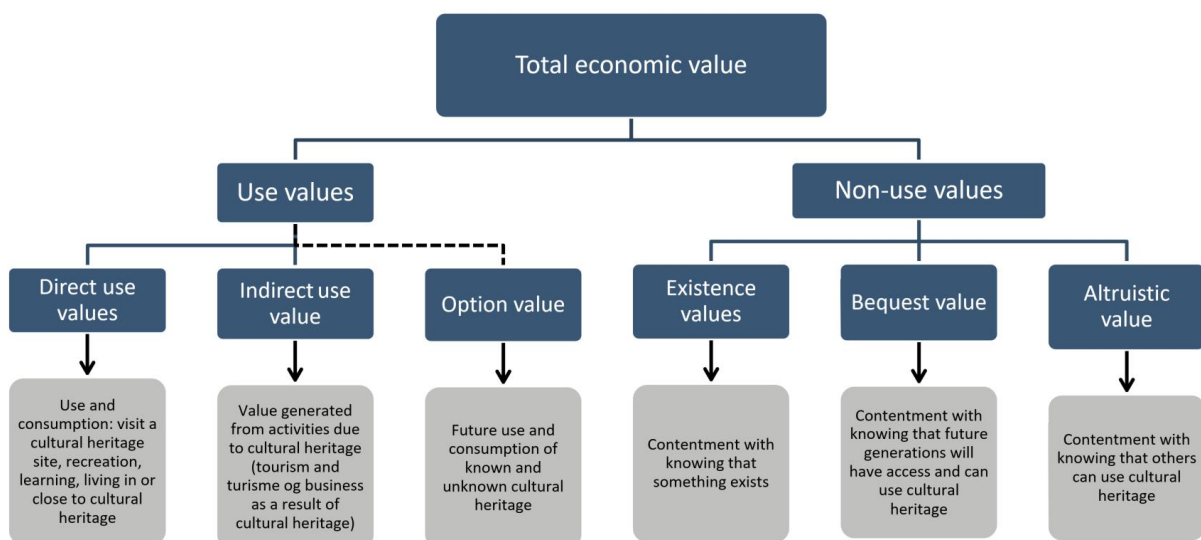 Total economic value
Use values
Non-use values
Direct use
values
Indirect use
value
Option value
Existence
values
Bequest value
Altruistic
value
Use and
consumption: visit a
cultural heritage
site, recreation,
learning, living in or
close to cultural
heritage
Value generated
from activities due
to cultural heritage
(tourism and
turisme og business
as a result of
cultural heritage)
Future use and
consumption of
known and
unknown cultural
heritage
Contentment with
knowing that
something exists
Contentment with
knowing that future
generations will
have access and can
use cultural
heritage
Contentment with
knowing that others
can use cultural
heritage